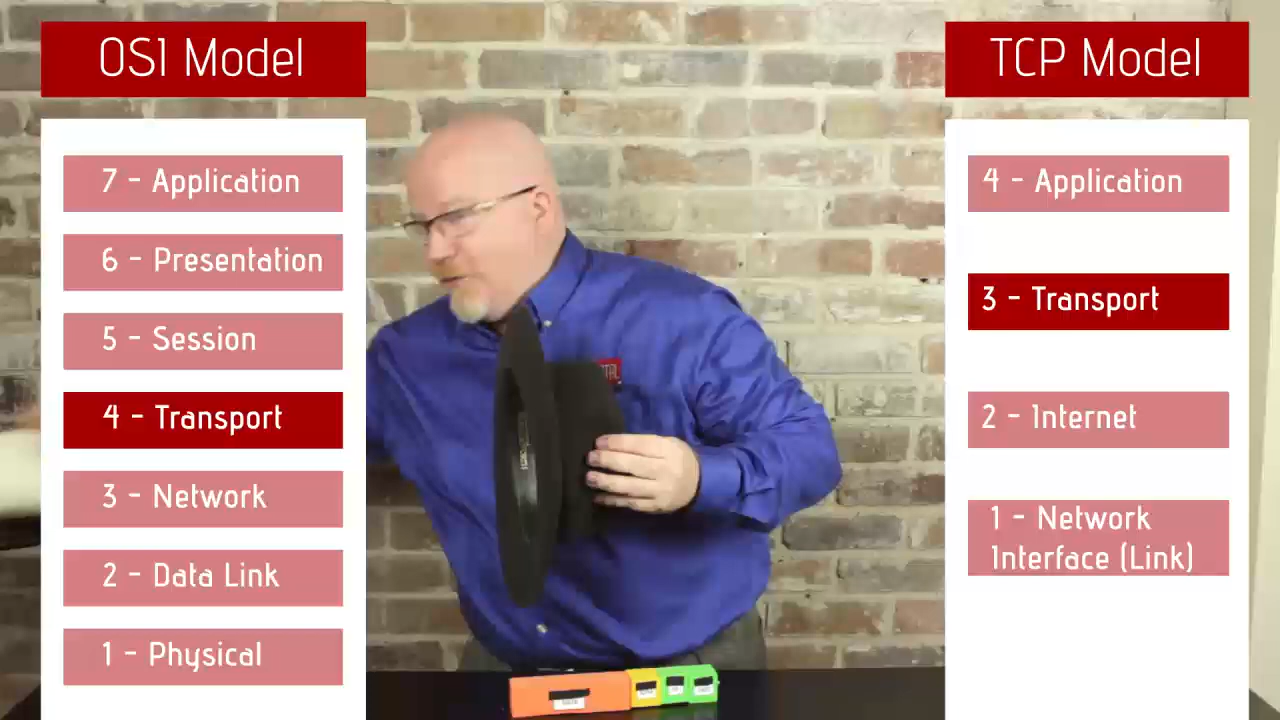 OSI Model
7 - Application
6 - Presentation
5 - Session
4 - Transport
3 - Network
2 - Data Link
1 - Physical
TCP Model
4 - Application
3 - Transport
2 - Internet
1 - Network
Interface (Link)